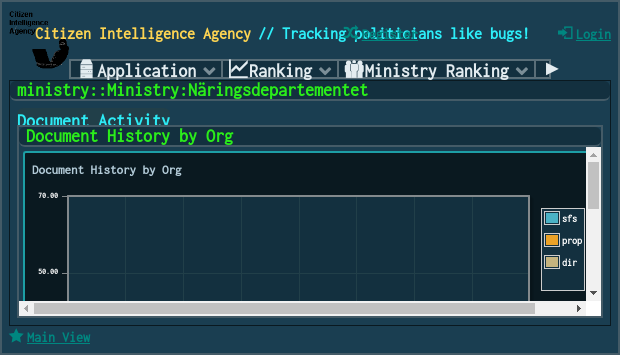 Citizen
Intelligence
Agency
Citizen Intelligence Agency // Tracking politicians like bugs!
Login
Application
Ranking
Ministry Ranking
ministry::Ministry:Näringsdepartementet
Document Activity
Document History by Org
Document History by Org
70.00
50.00
sfs
prop
dir
Main View